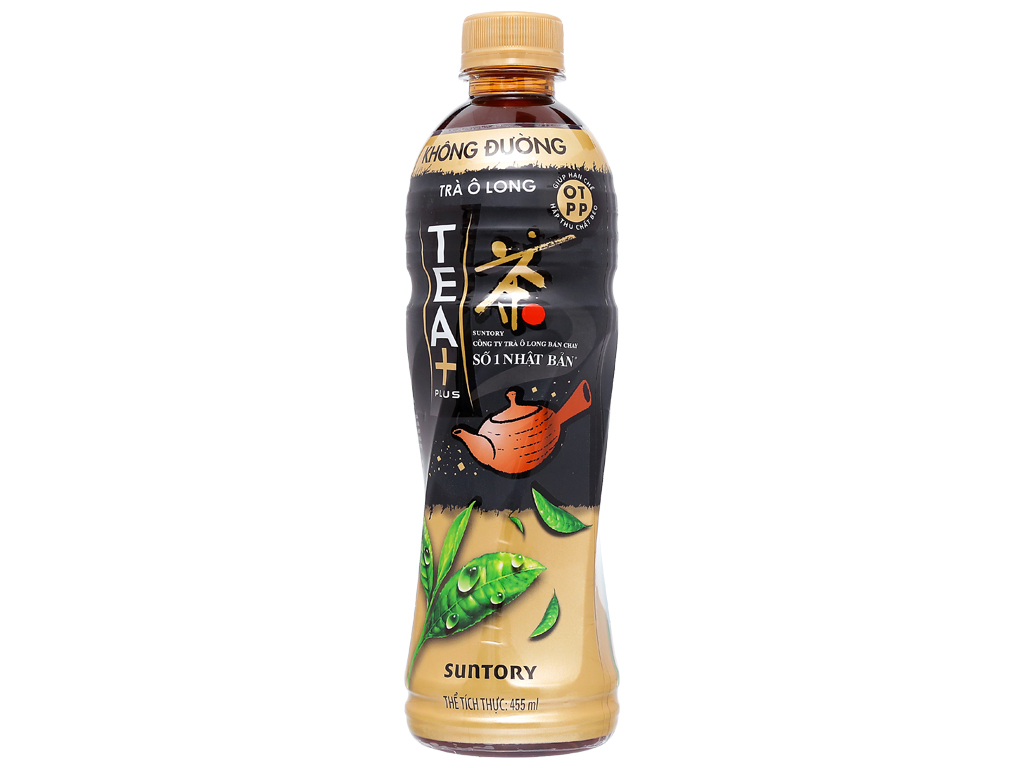 KHÔNG ĐƯỜNG
TRÀ Ô LONG
GIÚP HẠN CHẾ
OT
PP
HẤP THU CHẤT BÉO
TEA+
PLUS
茶
SUNTORY
CÔNG TY TRÀ Ô LONG BÁN CHẠY
SỐ 1 NHẬT BẢN*
SUNTORY
THỂ TÍCH THỰC: 455 ml